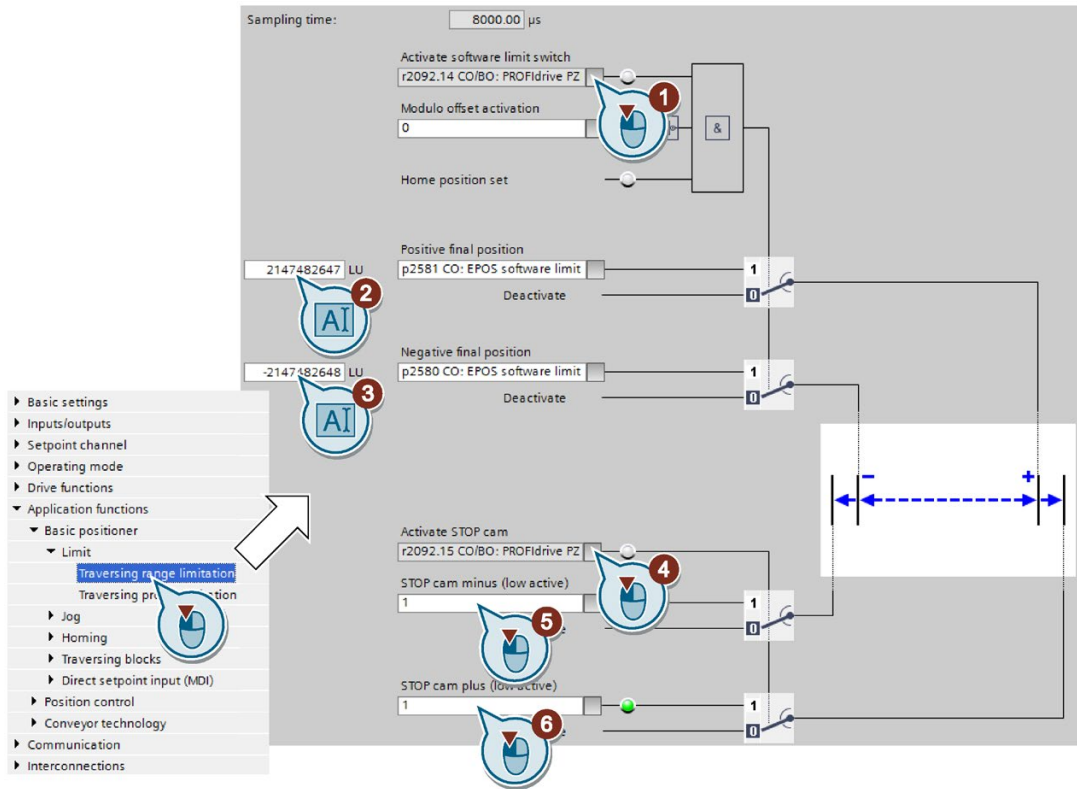 Sampling time:
8000.00 µs
Activate software limit switch
r2092.14 CO/BO: PROFIdrive PZ
1
Modulo offset activation
0
&
Home position set
Positive final position
2147482647 LU
p2581 CO: EPOS software limit
1
2
Deactivate
0
AI
Negative final position
-2147482648 LU
p2580 CO: EPOS software limit
1
3
Deactivate
0
AI
Basic settings
Inputs/outputs
Setpoint channel
Operating mode
Drive functions
Application functions
Basic positioner
Limit
Traversing range limitation
Jog
Homing
Traversing blocks
Direct setpoint input (MDI)
Position control
Conveyor technology
Communication
Interconnections
- +
Activate STOP cam
r2092.15 CO/BO: PROFIdrive PZ
4
STOP cam minus (low active)
1
1
5
0
STOP cam plus (low active)
1
1
6
0